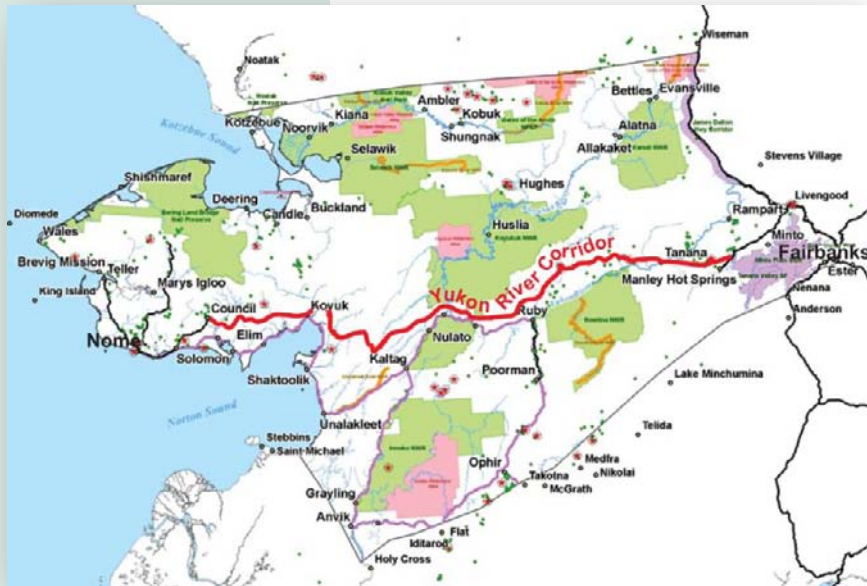 Wiseman
Noatak
Ambler
Bettles
Evansville
Kotzebue Sound
Kotzebue
Noorvik
Kiana
Kobuk
Shungnak
Alatna
Allakaket
Selawik
Stevens Village
Shishmaref
Deering
Hughes
Diomede
Candle
Buckland
Livengood
Rampart
Wales
Huslia
Minto
Brevig Mission
Teller
Tanana
Fairbanks
Yukon River Corridor
Manley Hot Springs
Ester
King Island
Marys Igloo
Nenana
Council
Koyuk
Ruby
Anderson
Nome
Solomon
Elim
Nulato
Kaltag
Shaktoolik
Poorman
Lake Minchumina
Norton Sound
Unalakleet
Telida
Stebbins
Saint-Michael
Ophir
Medfra
Takotna
Nikolai
McGrath
Grayling
Anvik
Flat
Iditarod
Holy Cross